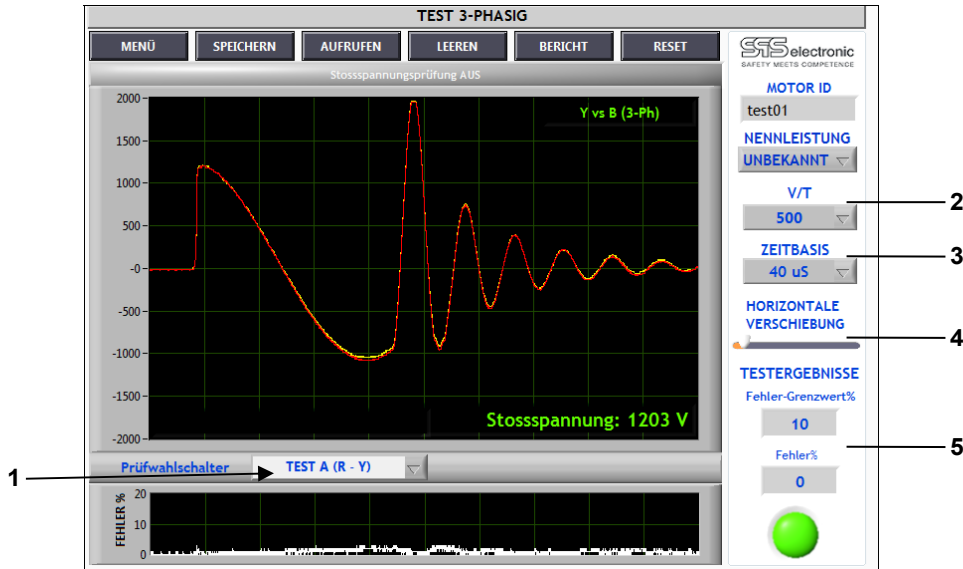 TEST 3-PHASIG
MENÜ SPEICHERN AUFRUFEN LEEREN BERICHT RESET
Stossspannungsprüfung AUS
2000
1500
1000
500
-0
-500
-1000
-1500
-2000
Y vs B (3-Ph)
Stossspannung: 1203 V
Prüfwahlschalter TEST A (R - Y)
1
FEHLER %
20
10
0
SPS electronic
SAFETY MEETS COMPETENCE
MOTOR ID
test01
NENNLEISTUNG
UNBEKANNT
V/T
500
2
ZEITBASIS
40 uS
3
HORIZONTALE
VERSCHIEBUNG
4
TESTERGEBNISSE
Fehler-Grenzwert%
10
Fehler%
0
5